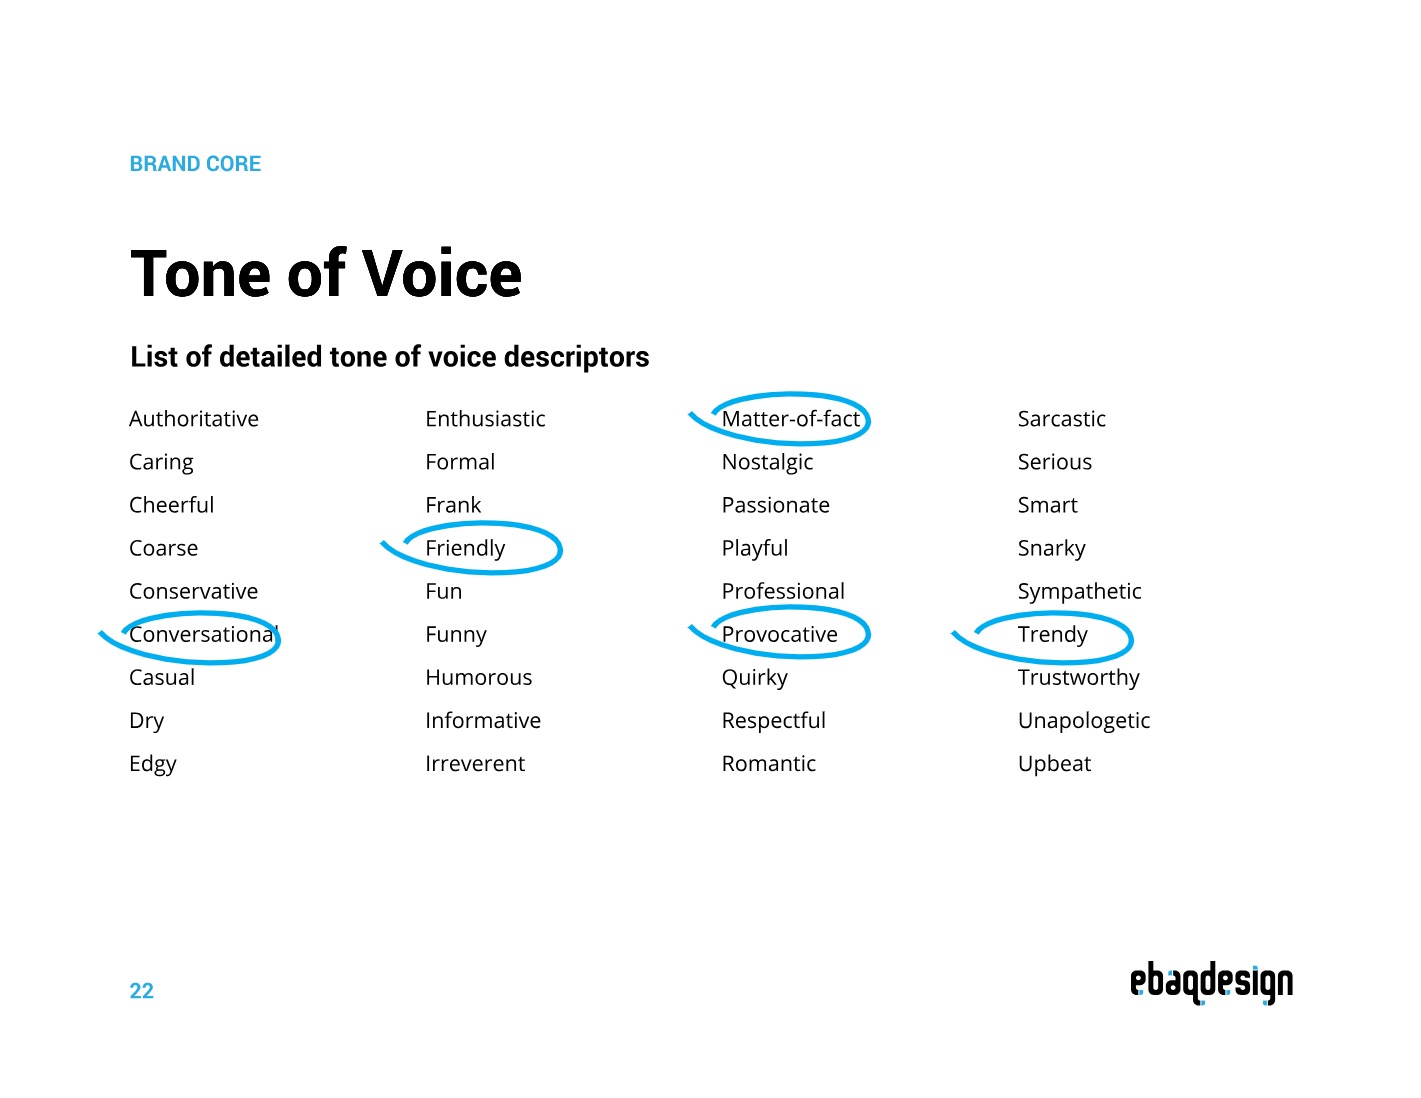 BRAND CORE
Tone of Voice
List of detailed tone of voice descriptors
Authoritative
Caring
Cheerful
Coarse
Conservative
Conversational
Casual
Dry
Edgy
Enthusiastic
Formal
Frank
Friendly
Fun
Funny
Humorous
Informative
Irreverent
Matter-of-fact
Nostalgic
Passionate
Playful
Professional
Provocative
Quirky
Respectful
Romantic
Sarcastic
Serious
Smart
Snarky
Sympathetic
Trendy
Trustworthy
Unapologetic
Upbeat
22
ebaqdesign